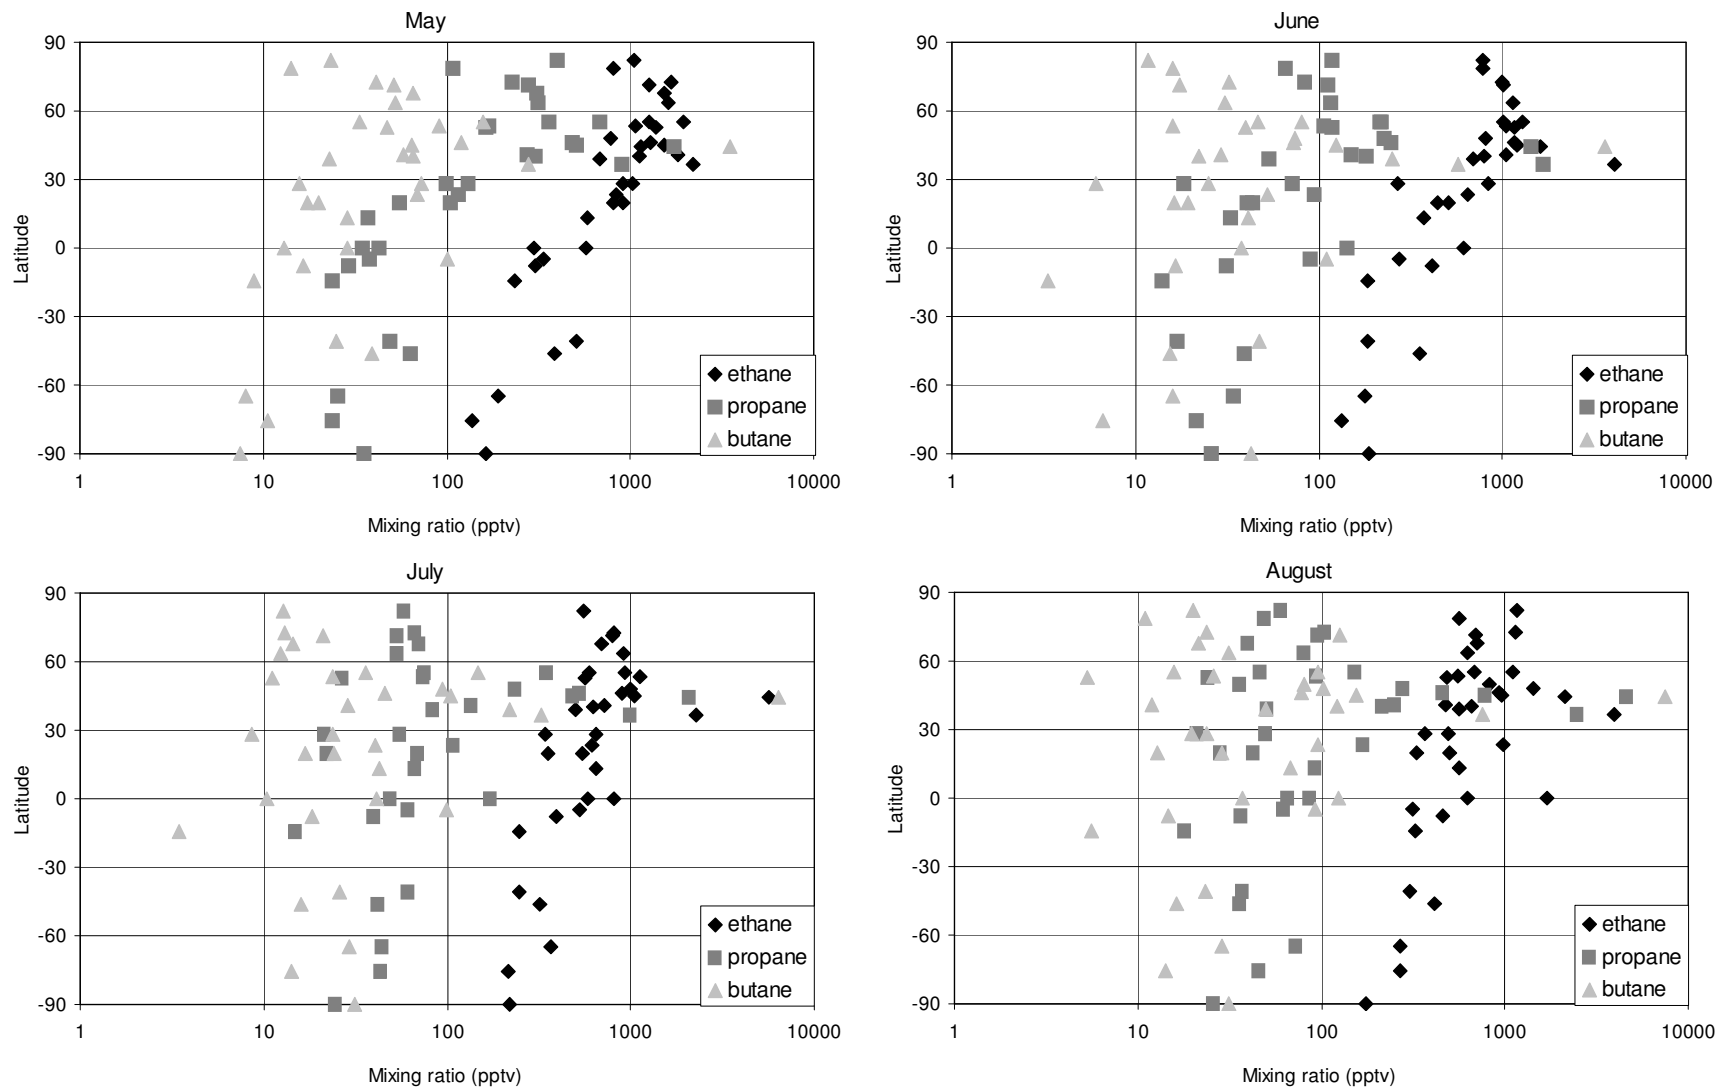 May
90
60
30
0
-30
-60
-90
Latitude
1 10 100 1000 10000
Mixing ratio (pptv)
ethane
propane
butane
June
90
60
30
0
-30
-60
-90
Latitude
1 10 100 1000 10000
Mixing ratio (pptv)
ethane
propane
butane
July
90
60
30
0
-30
-60
-90
Latitude
1 10 100 1000 10000
Mixing ratio (pptv)
ethane
propane
butane
August
90
60
30
0
-30
-60
-90
Latitude
1 10 100 1000 10000
Mixing ratio (pptv)
ethane
propane
butane